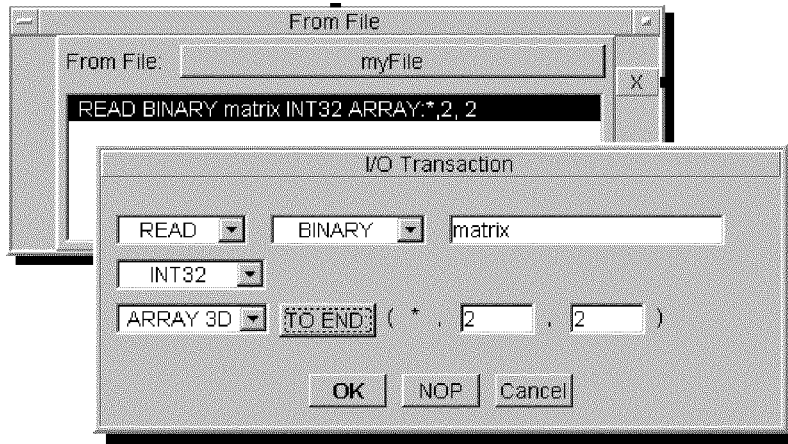 From File
From File: myFile
X
READ BINARY matrix INT32 ARRAY:*,2, 2
I/O Transaction
READ BINARY matrix
INT32
ARRAY 3D TO END ( * , 2 , 2 )
OK NOP Cancel